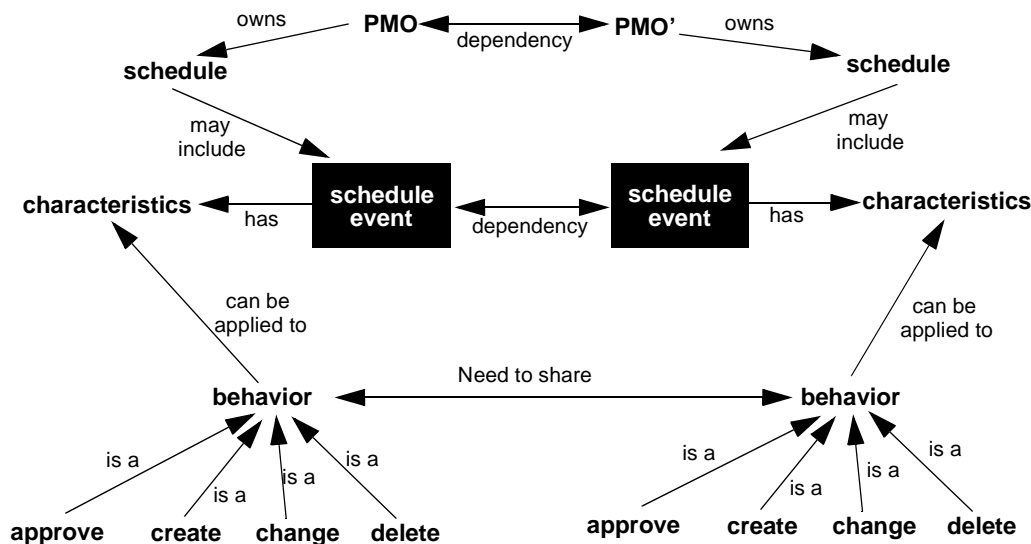 owns
PMO
dependency
PMO’
owns
schedule
schedule
may
include
may
include
characteristics
has
schedule
event
dependency
schedule
event
has
characteristics
can be
applied to
can be
applied to
behavior
Need to share
behavior
is a
is a
is a
is a
is a
is a
is a
is a
approve
create
change
delete
approve
create
change
delete